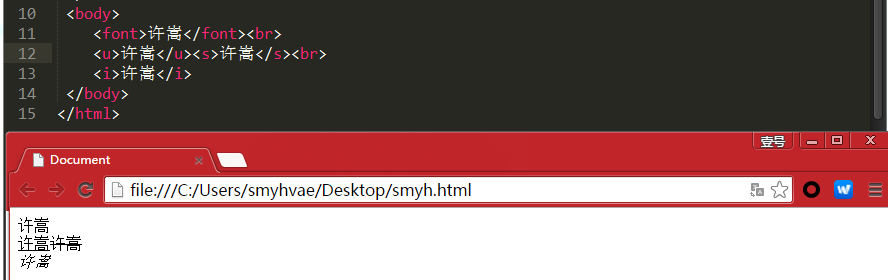 10 <body>
11 <font>许嵩</font><br>
12 <u>许嵩</u><s>许嵩</s><br>
13 <i>许嵩</i>
14 </body>
15 </html>
壹号
Document
file:///C:/Users/smyhvae/Desktop/smyh.html
许嵩
许嵩许嵩
许嵩